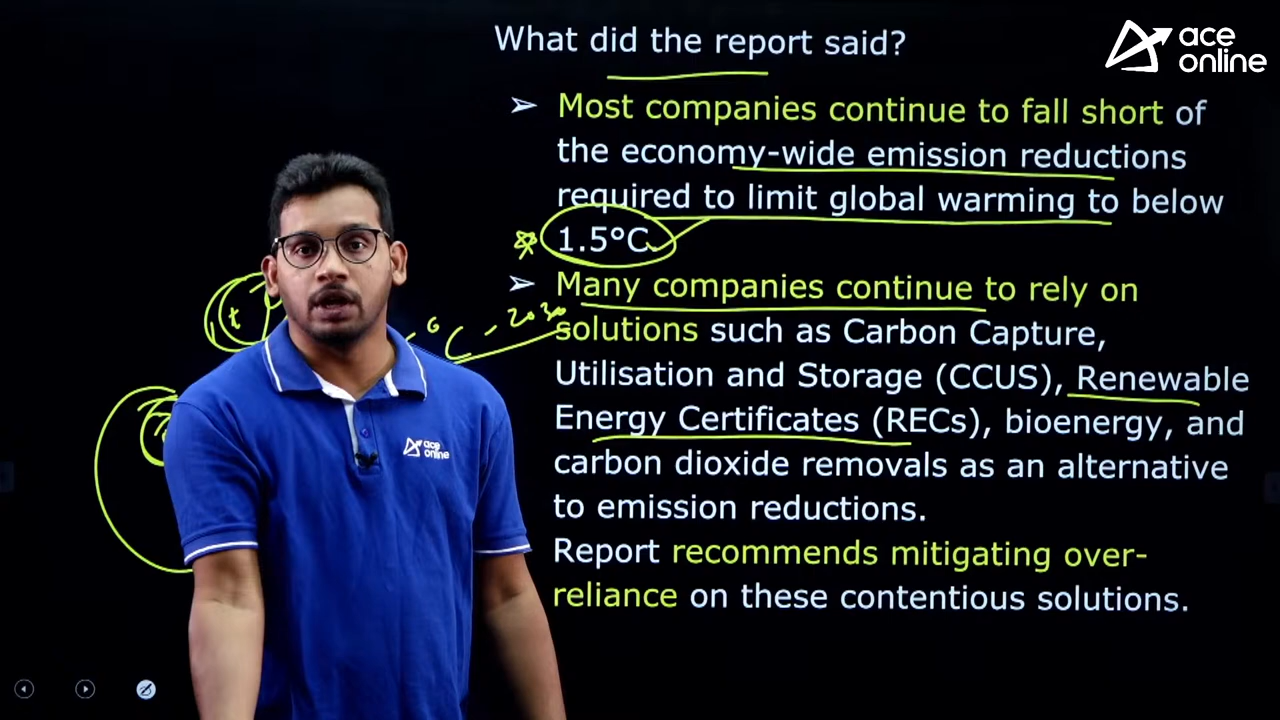 What did the report said?
ace
online
➢ Most companies continue to fall short of
the economy-wide emission reductions
required to limit global warming to below
1.5°C
➢ Many companies continue to rely on
solutions such as Carbon Capture,
Utilisation and Storage (CCUS), Renewable
Energy Certificates (RECs), bioenergy, and
carbon dioxide removals as an alternative
to emission reductions.
Report recommends mitigating over-
reliance on these contentious solutions.
2030
ace
online